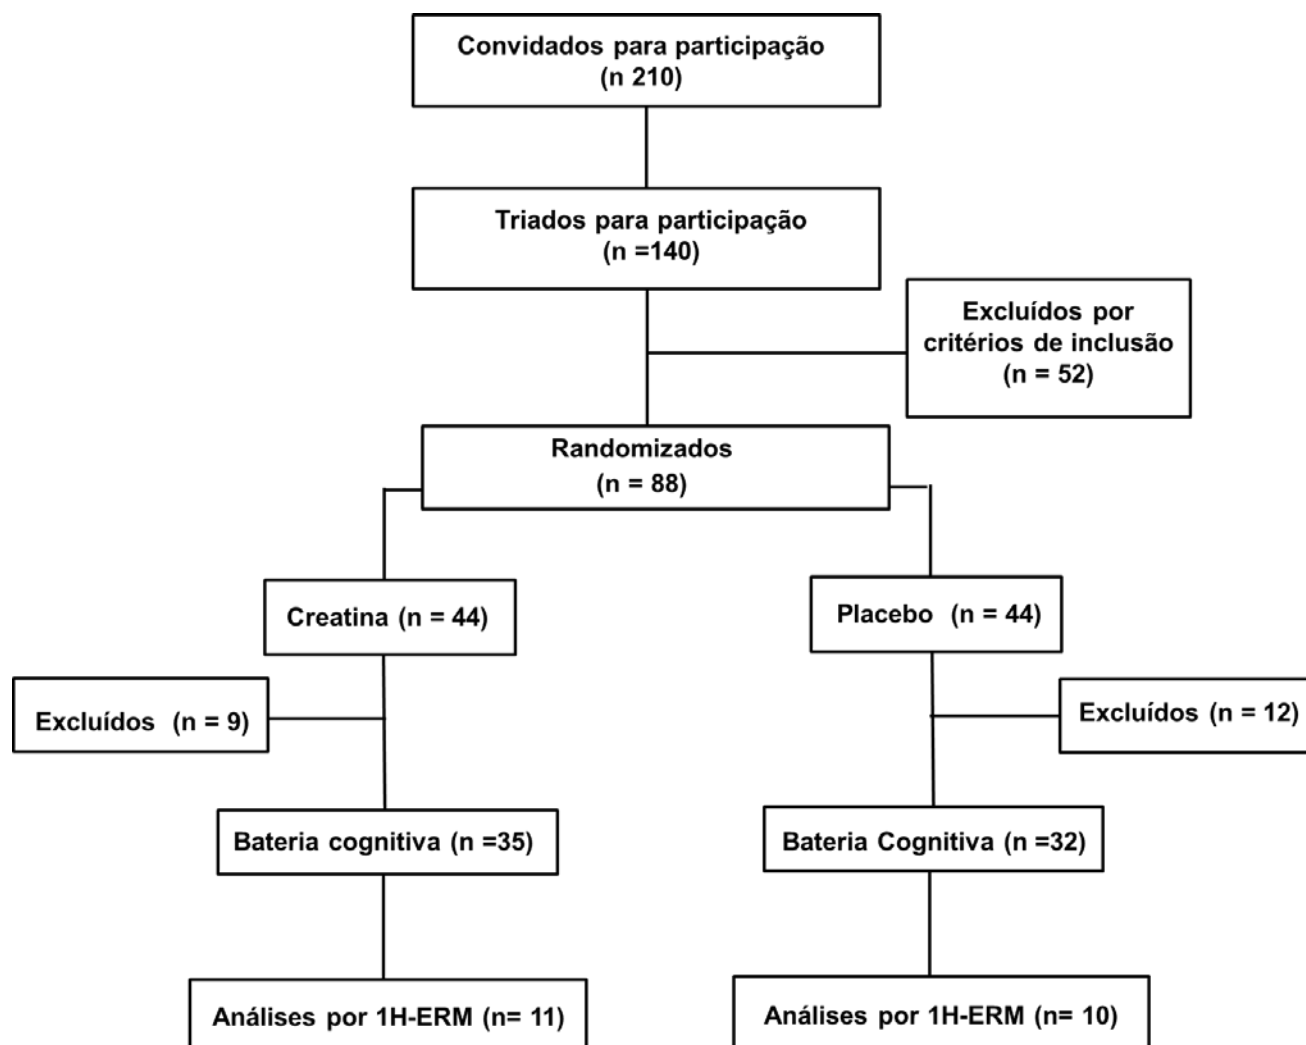 Convidados para participação
(n 210)
Triados para participação
(n =140)
Excluídos por
critérios de inclusão
(n = 52)
Randomizados
(n = 88)
Creatina (n = 44)
Placebo (n = 44)
Excluídos (n = 9)
Excluídos (n = 12)
Bateria cognitiva (n =35)
Bateria Cognitiva (n =32)
Análises por 1H-ERM (n= 11)
Análises por 1H-ERM (n= 10)